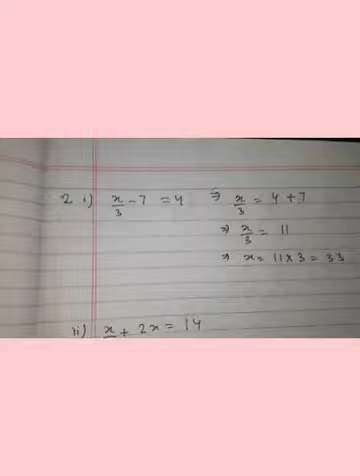 2 i) x/3 - 7 = 4 ⇒ x/3 = 4 + 7
⇒ x/3 = 11
⇒ x = 11 x 3 = 33
ii) x + 2x = 14